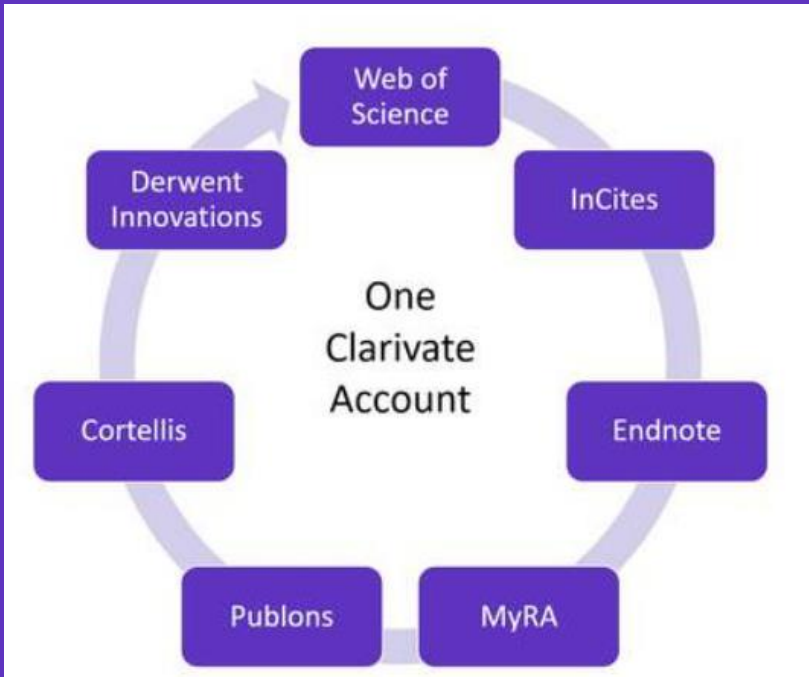 Web of
Science
InCites
Endnote
MyRA
Publons
Cortellis
Derwent
Innovations
One
Clarivate
Account